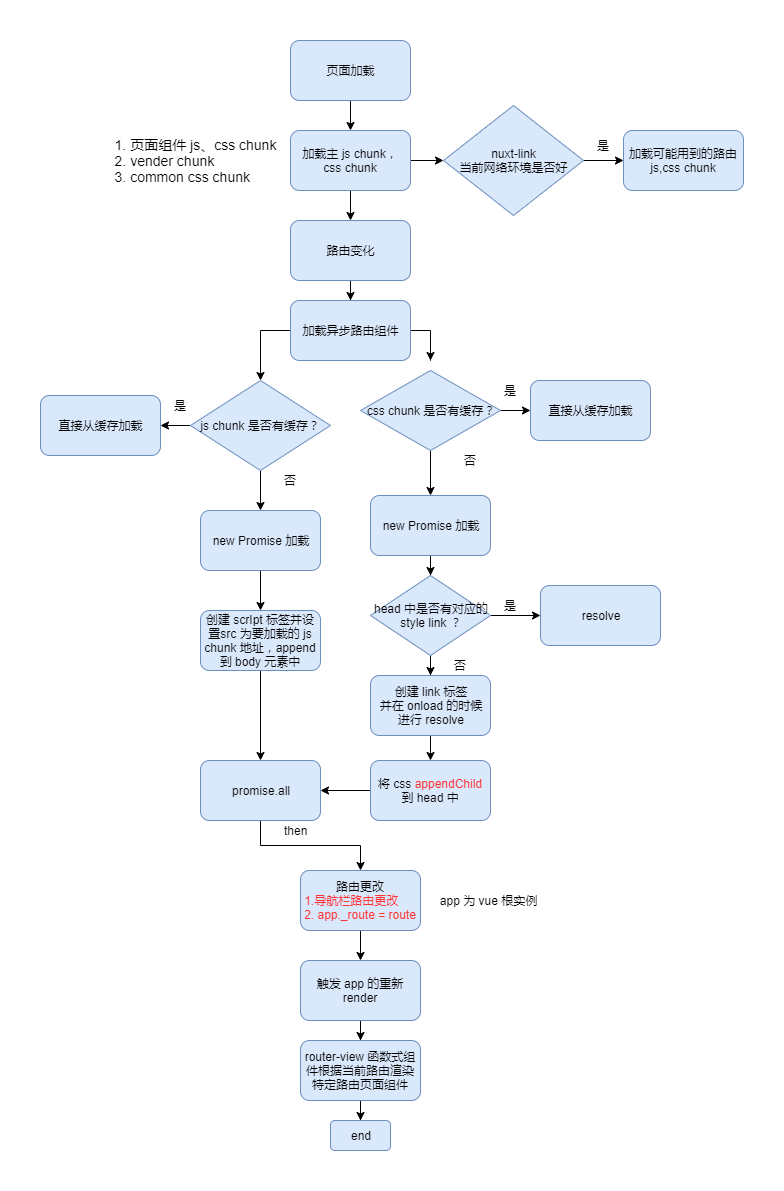 页面加载
1. 页面组件 js、css chunk
2. vender chunk
3. common css chunk
加载主 js chunk，
css chunk
nuxt-link
当前网络环境是否好
是
加载可能用到的路由
js,css chunk
路由变化
加载异步路由组件
直接从缓存加载
是
js chunk 是否有缓存？
css chunk 是否有缓存？
是
直接从缓存加载
否
否
new Promise 加载
new Promise 加载
创建 scrIpt 标签并设
置src 为要加载的 js
chunk 地址，append
到 body 元素中
head 中是否有对应的
style link ？
是
resolve
否
创建 link 标签
并在 onload 的时候
进行 resolve
promise.all
将 css appendChild
到 head 中
then
路由更改
1.导航栏路由更改
2. app._route = route
app 为 vue 根实例
触发 app 的重新
render
router-view 函数式组
件根据当前路由渲染
特定路由页面组件
end